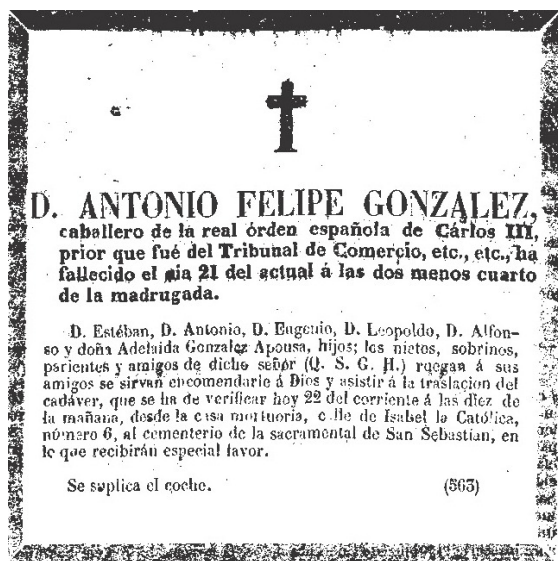 D. ANTONIO FELIPE GONZALEZ,
caballero de la real órden española de Cárlos III,
prior que fué del Tribunal de Comercio, etc., etc., ha
fallecido el dia 21 del actual á las dos menos cuarto
de la madrugada.
D. Estéban, D. Antonio, D. Eugenio, D. Leopoldo, D. Alfon-
so y doña Adelaida Gonzalez Apousa, hijos; los nietos, sobrinos,
parientes y amigos de dicho señor (Q. S. G. H.) ruegan á sus
amigos se sirvan encomendarle á Dios y asistir á la traslacion del
cadáver, que se ha de verificar hoy 22 del corriente á las diez de
la mañana, desde la casa mortuoria, calle de Isabel la Católica,
número 6, al cementerio de la sacramental de San Sebastian, en
lo que recibirán especial favor.
Se suplica el coche. (563)